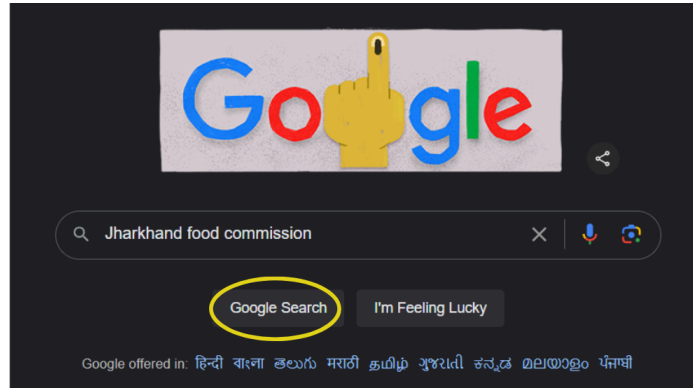 Google
Jharkhand food commission
Google Search I'm Feeling Lucky
Google offered in: हिन्दी বাংলা తెలుగు मराठी தமிழ் ગુજરાતી ಕನ್ನಡ മലയാളം ਪੰਜਾਬੀ